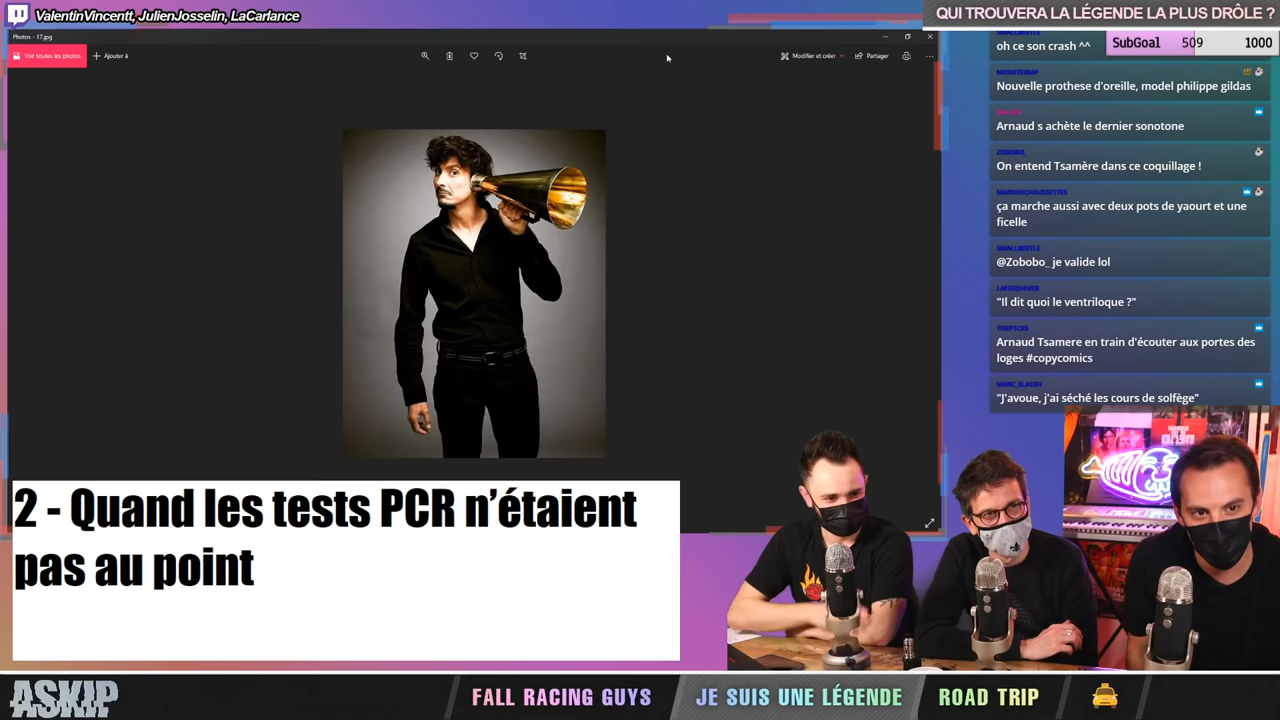 ValentinVincentt, JulienJosselin, LaCarlance
QUI TROUVERA LA LÉGENDE LA PLUS DRÔLE ?
Photos - 17.jpg
Voir toutes les photos
Ajouter à
Modifier et créer
Partager
SMALLBEETLE
oh ce son crash ^^
SubGoal 509 1000
MONSTERMP
Nouvelle prothese d'oreille, model philippe gildas
Arnaud s achète le dernier sonotone
ZOBOBO_
On entend Tsamère dans ce coquillage !
ça marche aussi avec deux pots de yaourt et une
ficelle
SMALLBEETLE
@Zobobo_ je valide lol
"Il dit quoi le ventriloque ?"
Arnaud Tsamere en train d'écouter aux portes des
loges #copycomics
MARC_SLASSH
"J'avoue, j'ai séché les cours de solfège"
2 - Quand les tests PCR n'étaient
pas au point
ASKIP
FALL RACING GUYS
JE SUIS UNE LÉGENDE
ROAD TRIP